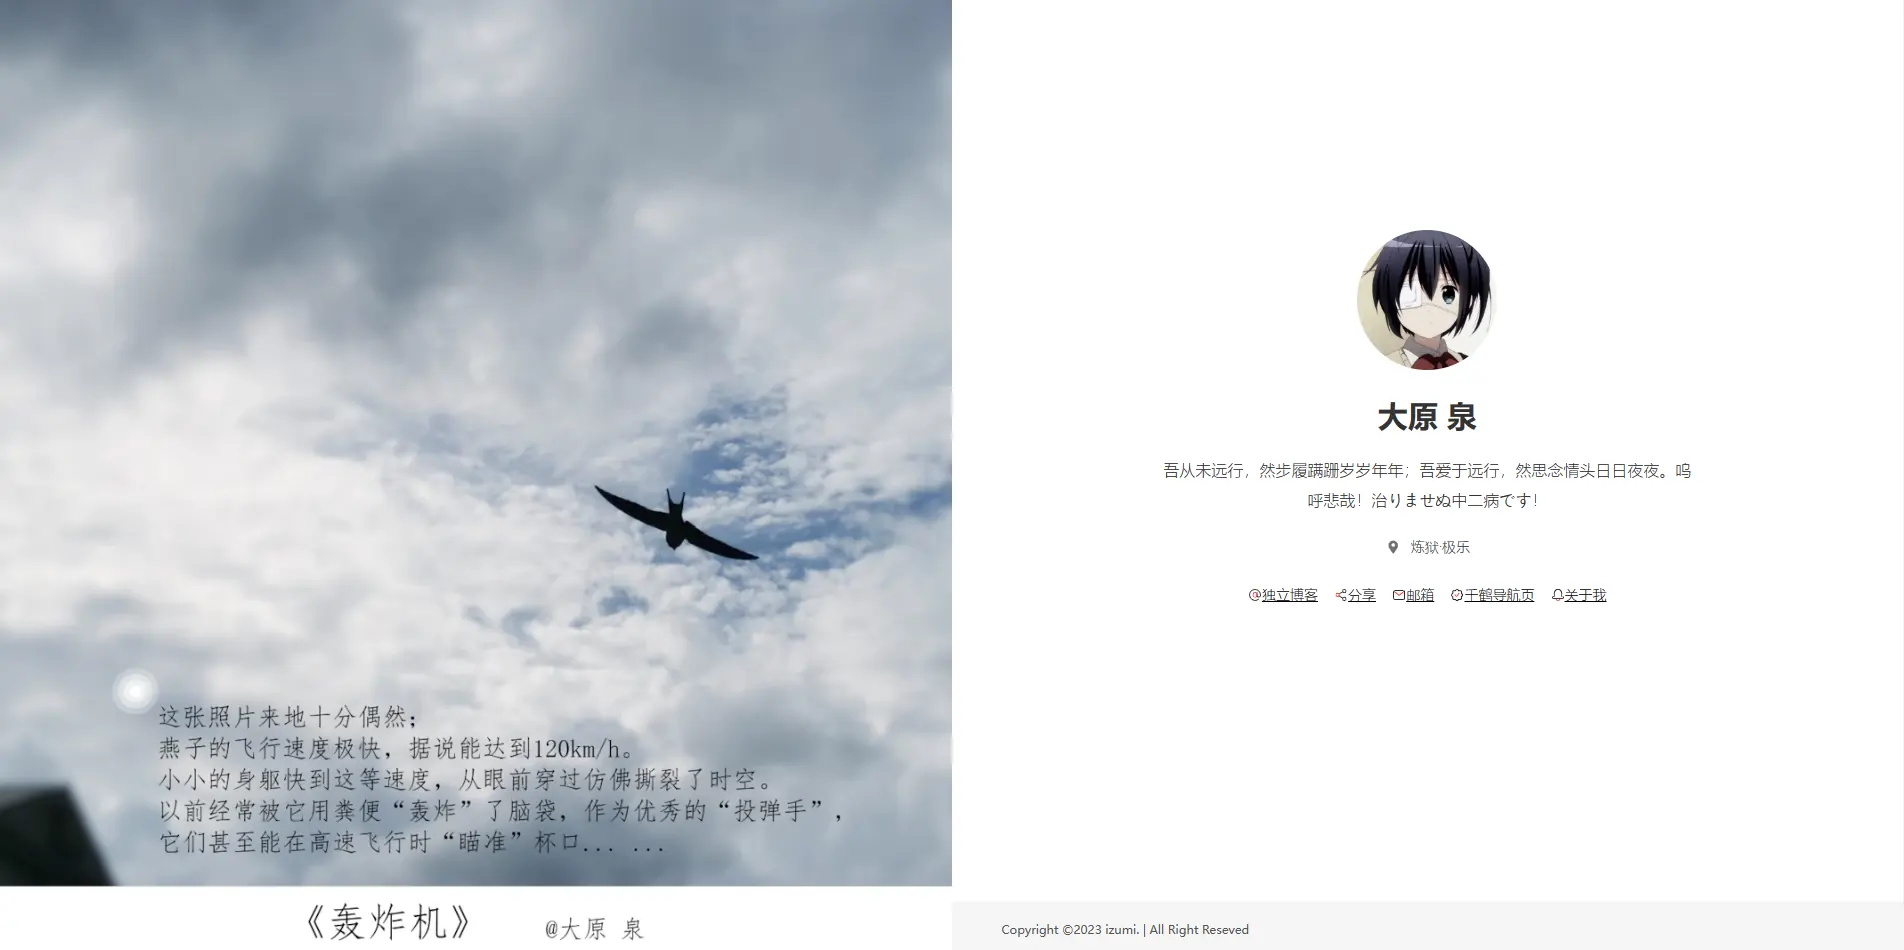 这张照片来地十分偶然；
燕子的飞行速度极快，据说能达到120km/h。
小小的身躯快到这等速度，从眼前穿过仿佛撕裂了时空。
以前经常被它用粪便“轰炸”了脑袋，作为优秀的“投弹手”，
它们甚至能在高速飞行时“瞄准”杯口... ...
《轰炸机》 @大原 泉
大原 泉
吾从未远行，然步履蹒跚岁岁年年；吾爱于远行，然思念情头日日夜夜。呜
呼悲哉！治りませぬ中二病です！
炼狱·极乐
独立博客 分享 邮箱 千鹤导航页 关于我
Copyright ©2023 izumi. | All Right Reseved